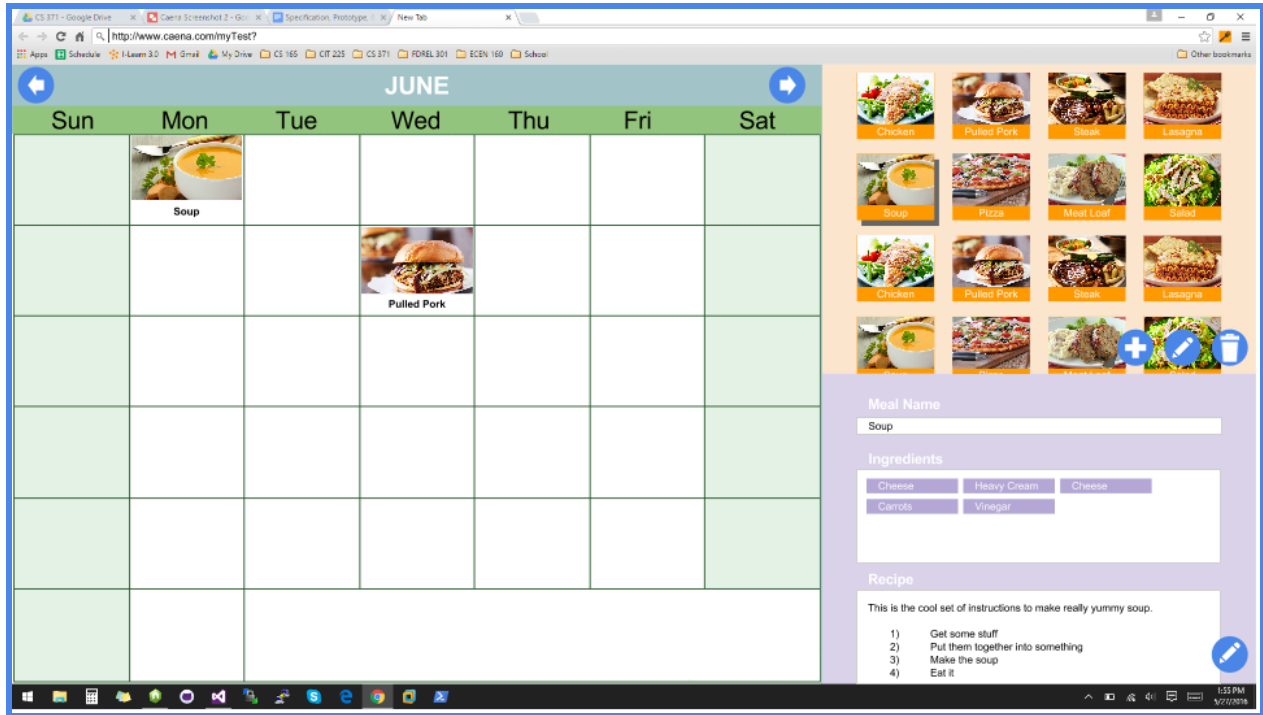 CS 371 - Google Drive
Caena Screenshot 2 - Goo
Specification, Prototype,
New Tab
http://www.caena.com/myTest?
Apps Schedule I-Learn 3.0 Gmail My Drive CS 165 CIT 225 CS 371 FDREL 301 ECEN 160 School Other bookmarks
JUNE
Sun Mon Tue Wed Thu Fri Sat
Soup
Pulled Pork
Chicken Pulled Pork Steak Lasagna
Soup Pizza Meat Loaf Salad
Chicken Pulled Pork Steak Lasagna
Meal Name
Soup
Ingredients
Cheese Heavy Cream Cheese
Carrots Vinegar
Recipe
This is the cool set of instructions to make really yummy soup.
1) Get some stuff
2) Put them together into something
3) Make the soup
4) Eat it
1:55 PM
5/27/2016